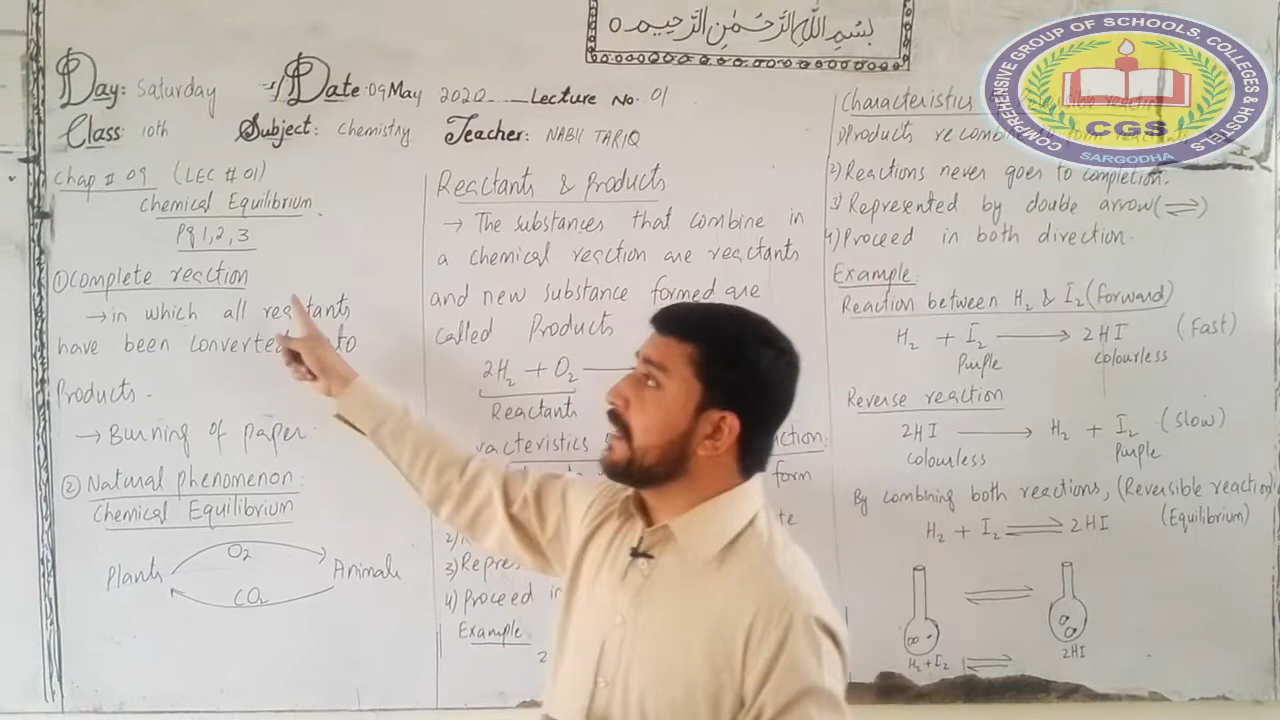 بِسْمِ اللّٰهِ الرَّحْمٰنِ الرَّحِيْمِ
COMPREHENSIVE GROUP OF SCHOOLS, COLLEGES & HOSTELS
CGS
SARGODHA
Day: Saturday Date: 09 May 2020 Lecture No. 01
Class: 10th Subject: Chemistry Teacher: NABIL TARIQ
Chap # 09 (LEC # 01)
Chemical Equilibrium
Pg 1,2,3
① Complete reaction
→ in which all reactants
have been converted
Products.
→ Burning of paper
② Natural phenomenon:
Chemical Equilibrium
Plants O2 Animals
CO2
Reactants & Products
→ The substances that combine in
a chemical reaction are reactants
and new substance formed are
called Products
2H2 + O2
Reactants
form
3) Repres
4) Proceed in
Example
2
Characteristics
1) Products recombine
2) Reactions never goes to completion.
3) Represented by double arrow (⇌)
4) Proceed in both direction.
Example:
Reaction between H2 & I2 (forward)
H2 + I2 → 2HI (Fast)
Purple Colourless
Reverse reaction
2HI → H2 + I2 (Slow)
Colourless Purple
By combining both reactions, (Reversible reaction)
H2 + I2 ⇌ 2HI (Equilibrium)
⇌
H2 + I2 ⇌ 2HI